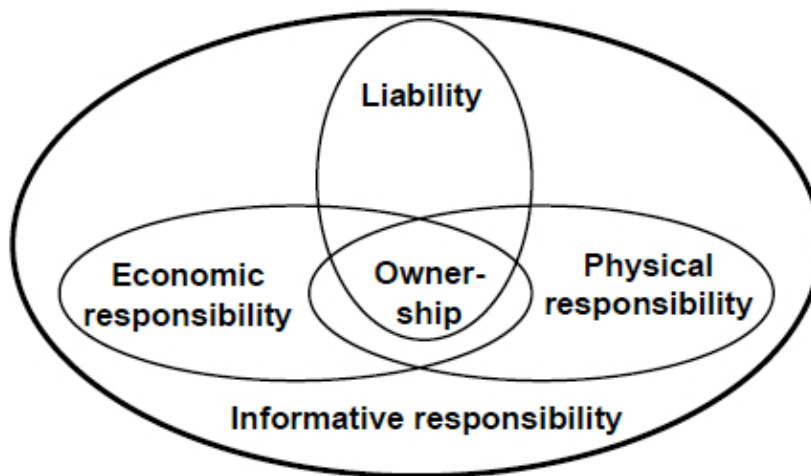 Liability
Economic
responsibility
Owner-
ship
Physical
responsibility
Informative responsibility